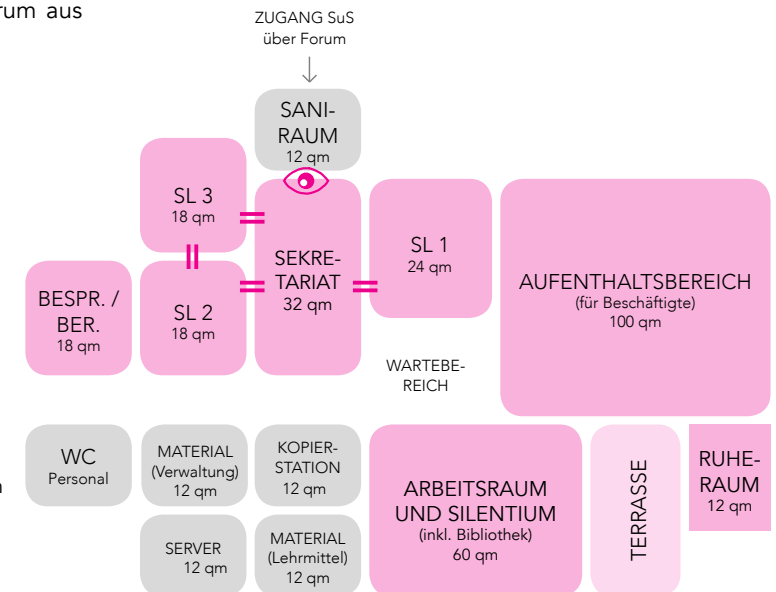 rum aus
ZUGANG SuS
über Forum
SANI-
RAUM
12 qm
SL 3
18 qm
SEKRE-
TARIAT
32 qm
SL 1
24 qm
AUFENTHALTSBEREICH
(für Beschäftigte)
100 qm
BESPR. /
BER.
18 qm
SL 2
18 qm
WARTEBE-
REICH
WC
Personal
MATERIAL
(Verwaltung)
12 qm
KOPIER-
STATION
12 qm
ARBEITSRAUM
UND SILENTIUM
(inkl. Bibliothek)
60 qm
TERRASSE
RUHE-
RAUM
12 qm
SERVER
12 qm
MATERIAL
(Lehrmittel)
12 qm